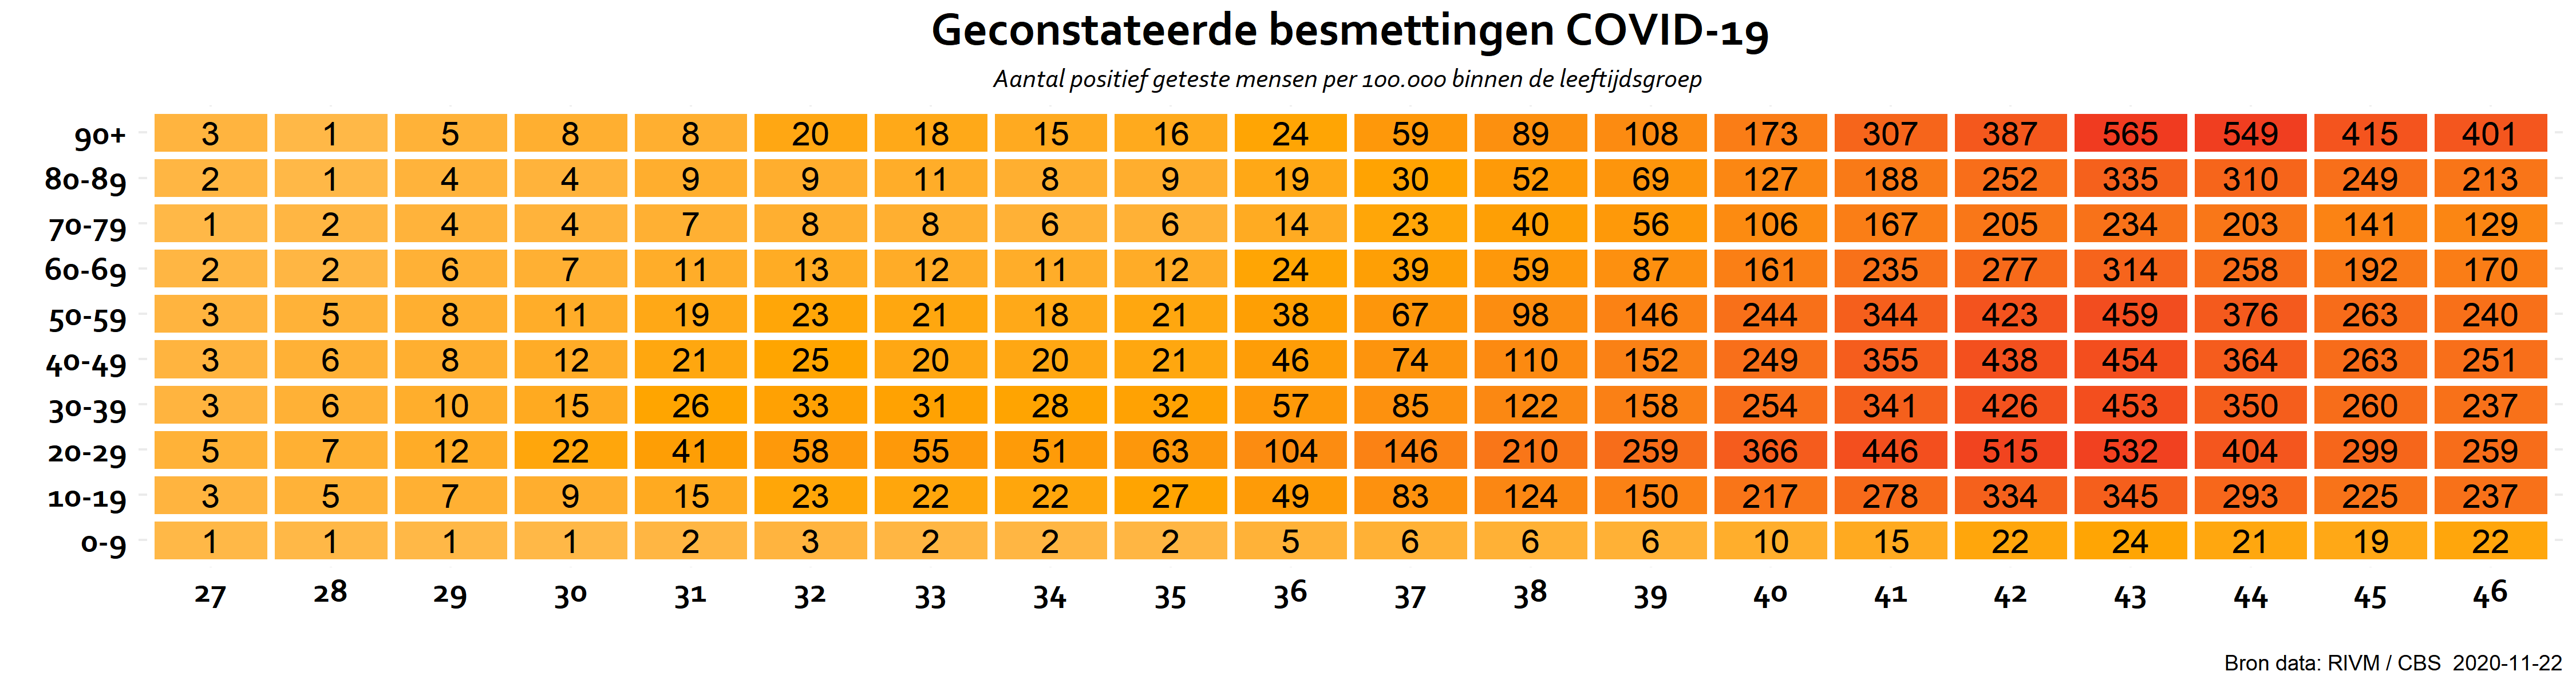 Geconstateerde besmettingen COVID-19
Aantal positief geteste mensen per 100.000 binnen de leeftijdsgroep
90+ 3 1 5 8 8 20 18 15 16 24 59 89 108 173 307 387 565 549 415 401
80-89 2 1 4 4 9 9 11 8 9 19 30 52 69 127 188 252 335 310 249 213
70-79 1 2 4 4 7 8 8 6 6 14 23 40 56 106 167 205 234 203 141 129
60-69 2 2 6 7 11 13 12 11 12 24 39 59 87 161 235 277 314 258 192 170
50-59 3 5 8 11 19 23 21 18 21 38 67 98 146 244 344 423 459 376 263 240
40-49 3 6 8 12 21 25 20 20 21 46 74 110 152 249 355 438 454 364 263 251
30-39 3 6 10 15 26 33 31 28 32 57 85 122 158 254 341 426 453 350 260 237
20-29 5 7 12 22 41 58 55 51 63 104 146 210 259 366 446 515 532 404 299 259
10-19 3 5 7 9 15 23 22 22 27 49 83 124 150 217 278 334 345 293 225 237
0-9 1 1 1 1 2 3 2 2 2 5 6 6 6 10 15 22 24 21 19 22
27 28 29 30 31 32 33 34 35 36 37 38 39 40 41 42 43 44 45 46
Bron data: RIVM / CBS 2020-11-22